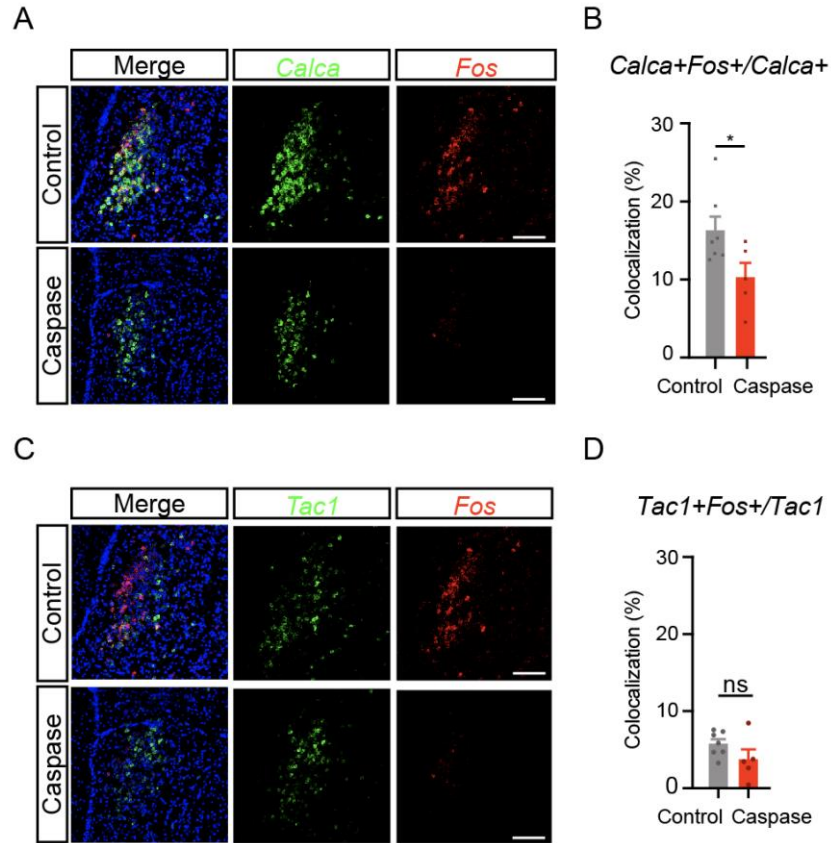 A
Merge
Calca
Fos
Control
Caspase
B
Calca+Fos+/Calca+
Colocalization (%)
30
20
10
0
*
Control Caspase
C
Merge
Tac1
Fos
Control
Caspase
D
Tac1+Fos+/Tac1
Colocalization (%)
30
20
10
0
ns
Control Caspase